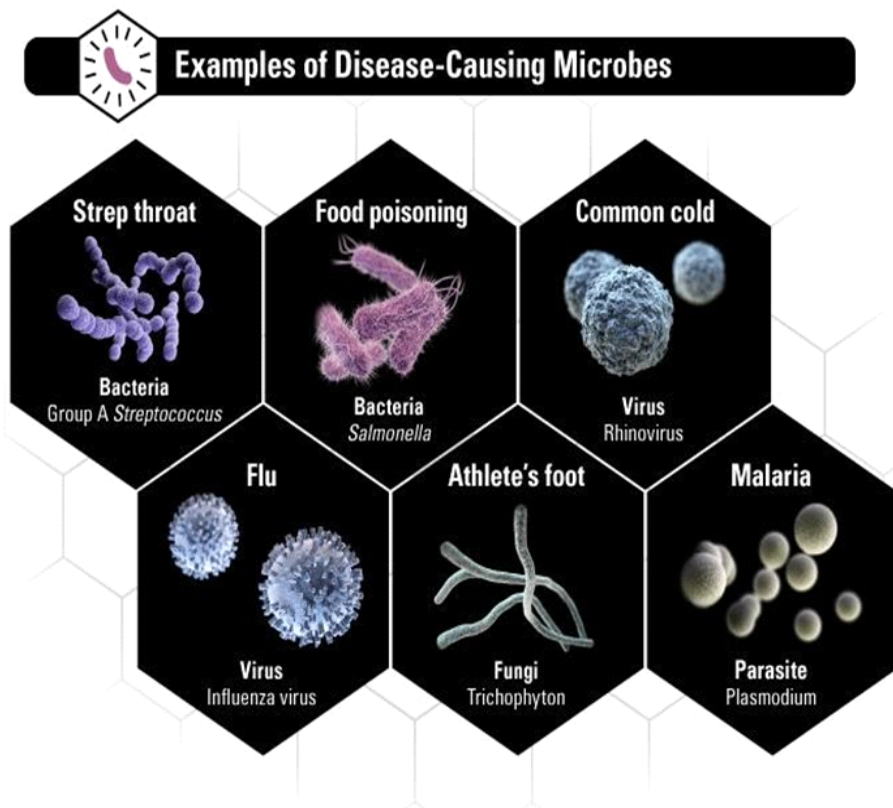 Examples of Disease-Causing Microbes
Strep throat
Bacteria
Group A Streptococcus
Food poisoning
Bacteria
Salmonella
Common cold
Virus
Rhinovirus
Flu
Virus
Influenza virus
Athlete's foot
Fungi
Trichophyton
Malaria
Parasite
Plasmodium